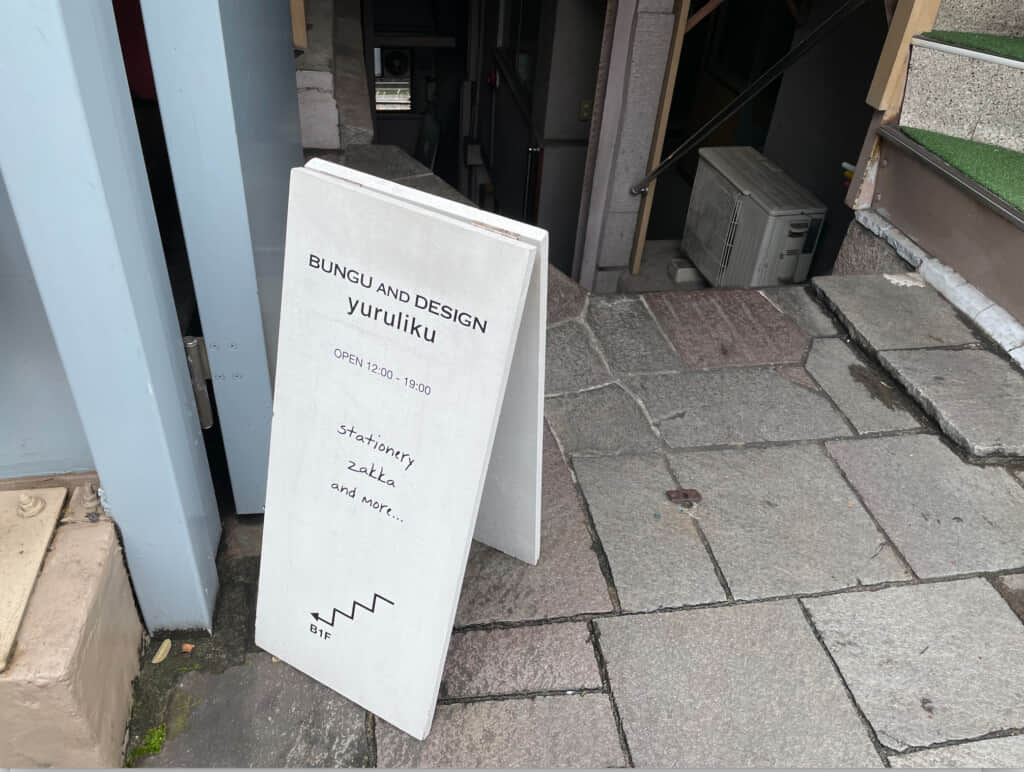 BUNGU AND DESIGN
yuruliku
OPEN 12:00 - 19:00
stationery
zakka
and more...
B1F